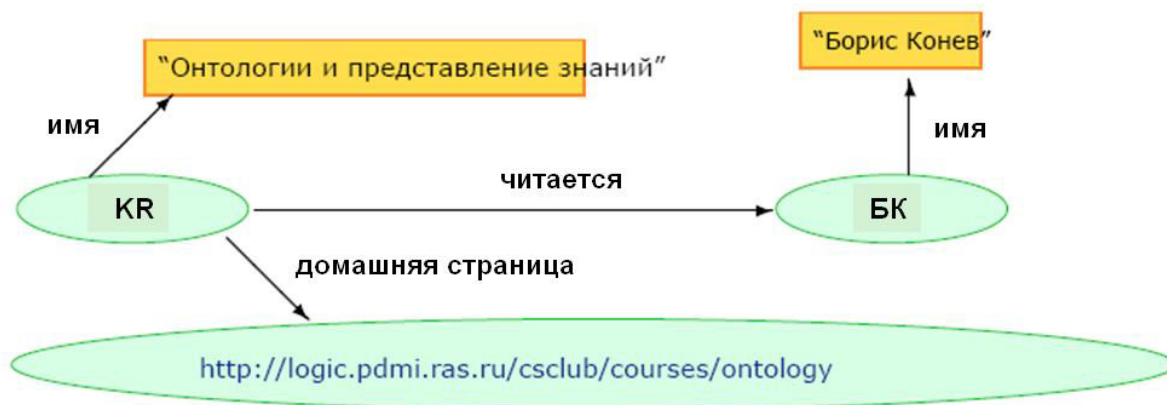 “Борис Конев”
“Онтологии и представление знаний”
имя
имя
читается
KR
БК
домашняя страница
http://logic.pdmi.ras.ru/csclub/courses/ontology